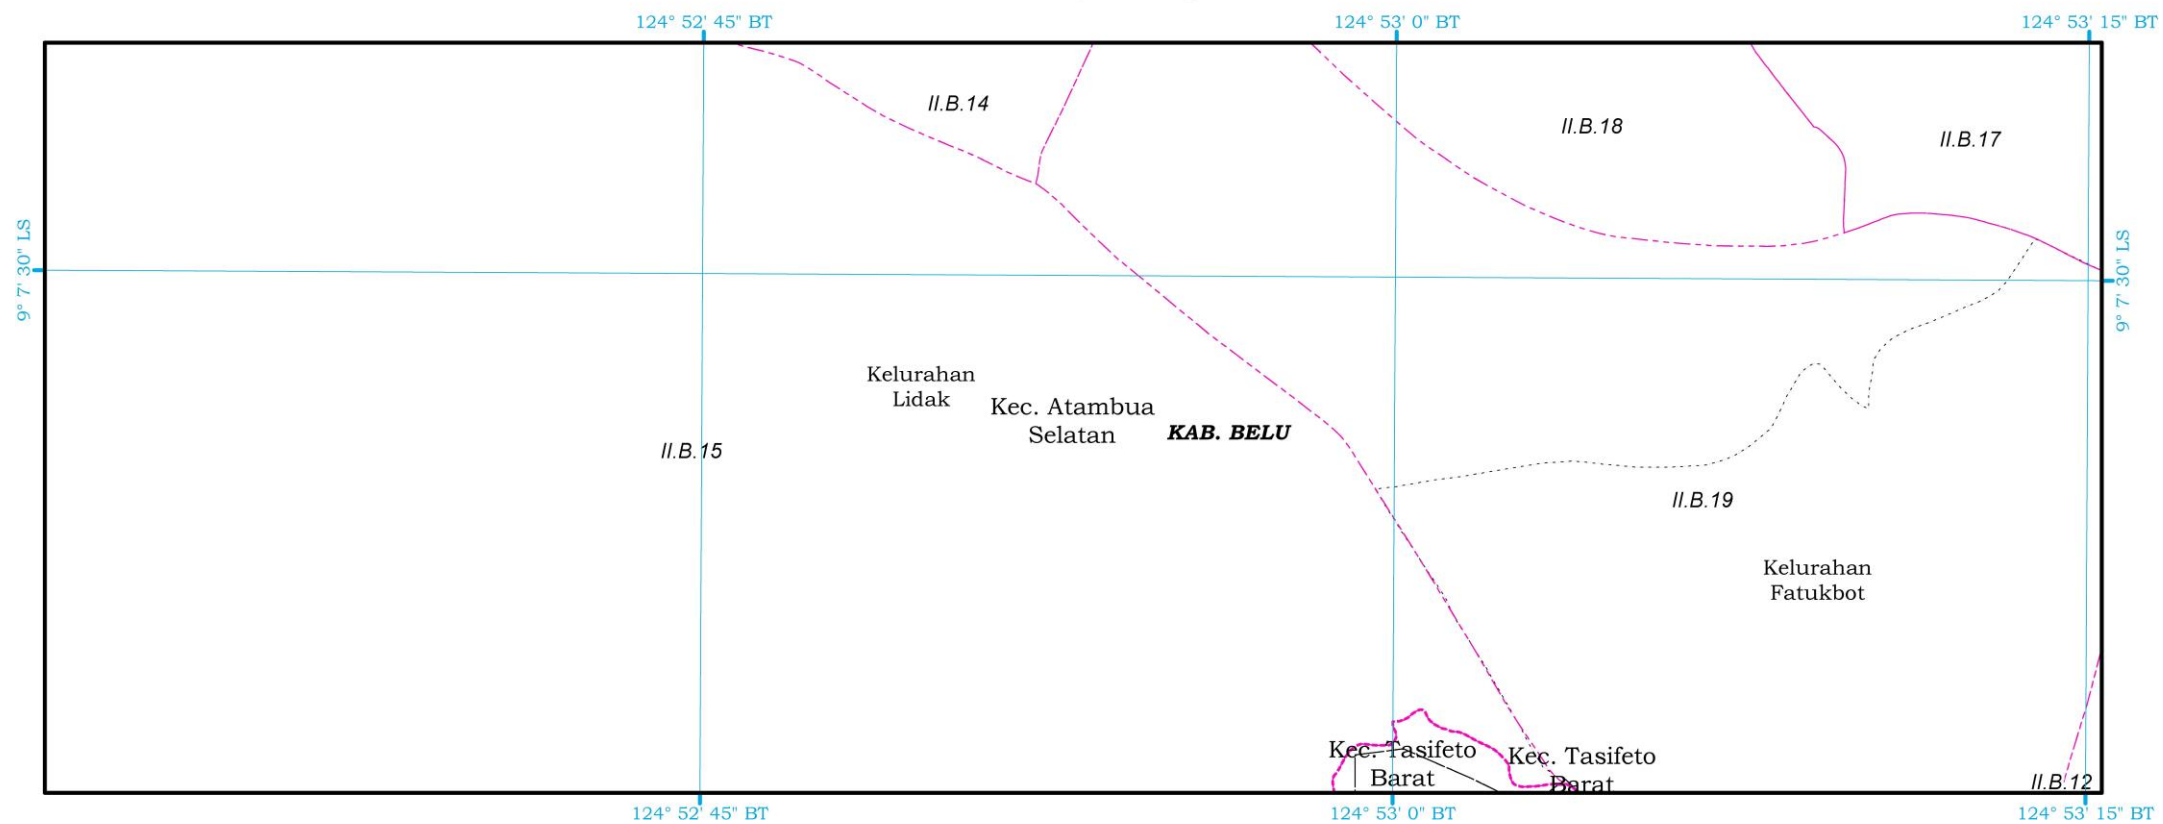 124° 52' 45" BT
124° 53' 0" BT
124° 53' 15" BT
II.B.14
II.B.18
II.B.17
9° 7' 30" LS
9° 7' 30" LS
Kelurahan
Lidak
Kec. Atambua
Selatan
KAB. BELU
II.B.15
II.B.19
Kelurahan
Fatukbot
Kec. Tasifeto
Barat
Kec. Tasifeto
Barat
II.B.12
124° 52' 45" BT
124° 53' 0" BT
124° 53' 15" BT